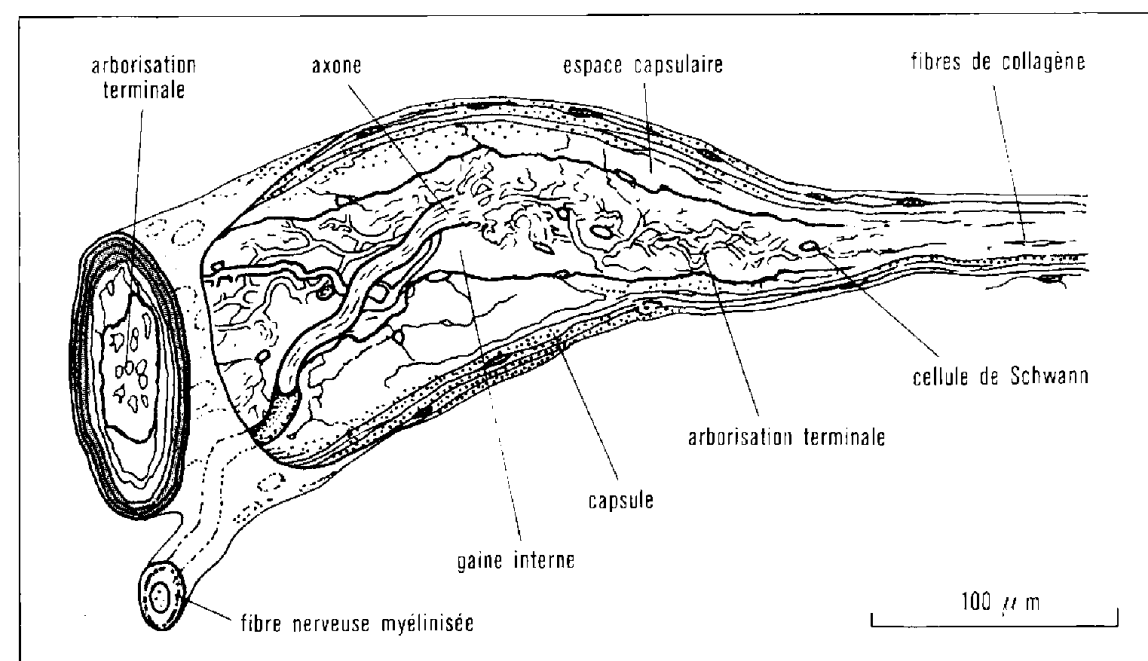 arborisation
terminale
axone
espace capsulaire
fibres de collagène
cellule de Schwann
arborisation terminale
capsule
gaine interne
fibre nerveuse myélinisée
100 µ m